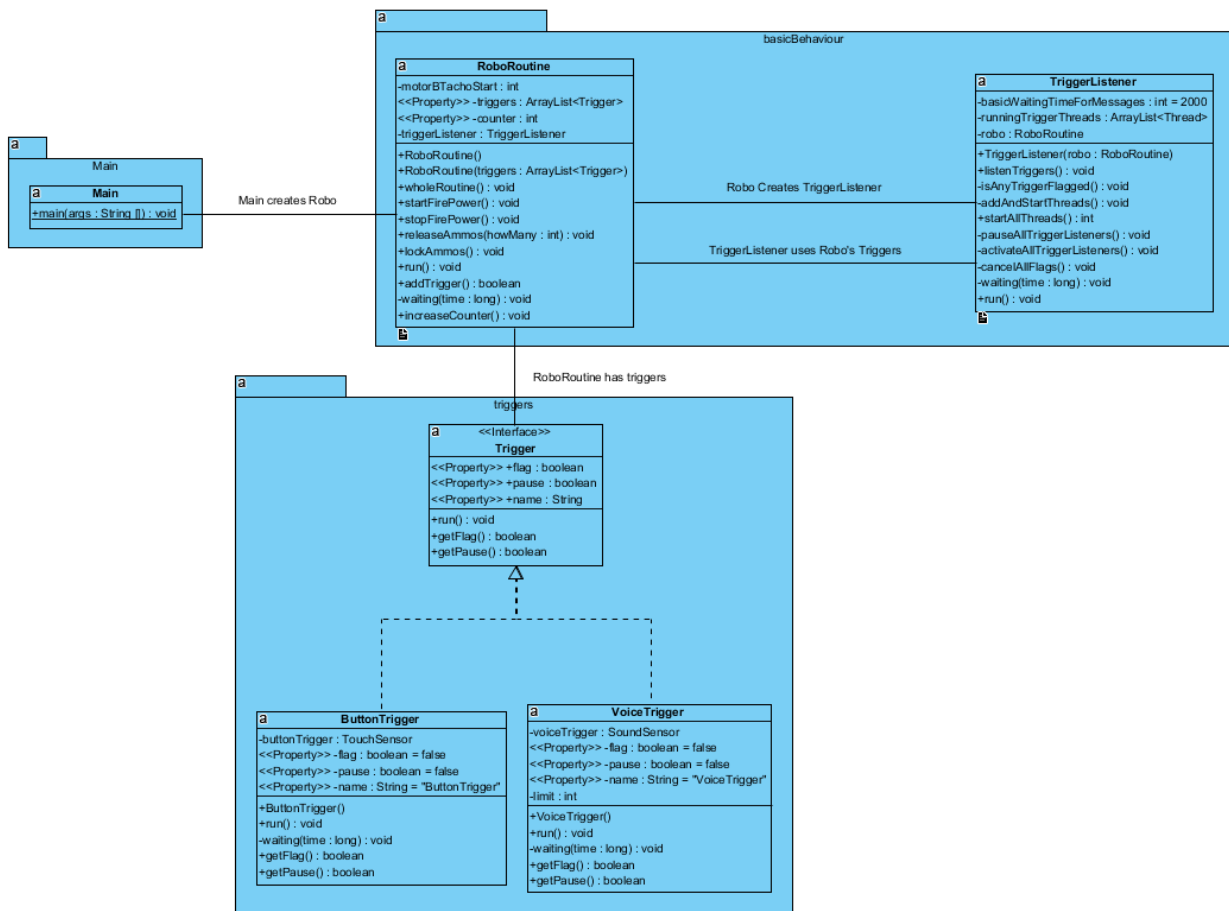 a
basicBehaviour
a
RoboRoutine
-motorBTachoStart : int
<<Property>> -triggers : ArrayList<Trigger>
<<Property>> -counter : int
-triggerListener : TriggerListener
+RoboRoutine()
+RoboRoutine(triggers : ArrayList<Trigger>)
+wholeRoutine() : void
+startFirePower() : void
+stopFirePower() : void
+releaseAmmos(howMany : int) : void
+lockAmmos() : void
+run() : void
+addTrigger() : boolean
-waiting(time : long) : void
+increaseCounter() : void
a
TriggerListener
-basicWaitingTimeForMessages : int = 2000
-runningTriggerThreads : ArrayList<Thread>
-robo : RoboRoutine
+TriggerListener(robo : RoboRoutine)
+listenTriggers() : void
-isAnyTriggerFlagged() : void
-addAndStartThreads() : void
+startAllThreads() : int
-pauseAllTriggerListeners() : void
-activateAllTriggerListeners() : void
-cancelAllFlags() : void
-waiting(time : long) : void
+run() : void
a
Main
a
Main
+main(args : String []) : void
Main creates Robo
Robo Creates TriggerListener
TriggerListener uses Robo's Triggers
RoboRoutine has triggers
a
triggers
a
<<Interface>>
Trigger
<<Property>> +flag : boolean
<<Property>> +pause : boolean
<<Property>> +name : String
+run() : void
+getFlag() : boolean
+getPause() : boolean
a
ButtonTrigger
-buttonTrigger : TouchSensor
<<Property>> -flag : boolean = false
<<Property>> -pause : boolean = false
<<Property>> -name : String = "ButtonTrigger"
+ButtonTrigger()
+run() : void
-waiting(time : long) : void
+getFlag() : boolean
+getPause() : boolean
a
VoiceTrigger
-voiceTrigger : SoundSensor
<<Property>> -flag : boolean = false
<<Property>> -pause : boolean = false
<<Property>> -name : String = "VoiceTrigger"
-limit : int
+VoiceTrigger()
+run() : void
-waiting(time : long) : void
+getFlag() : boolean
+getPause() : boolean